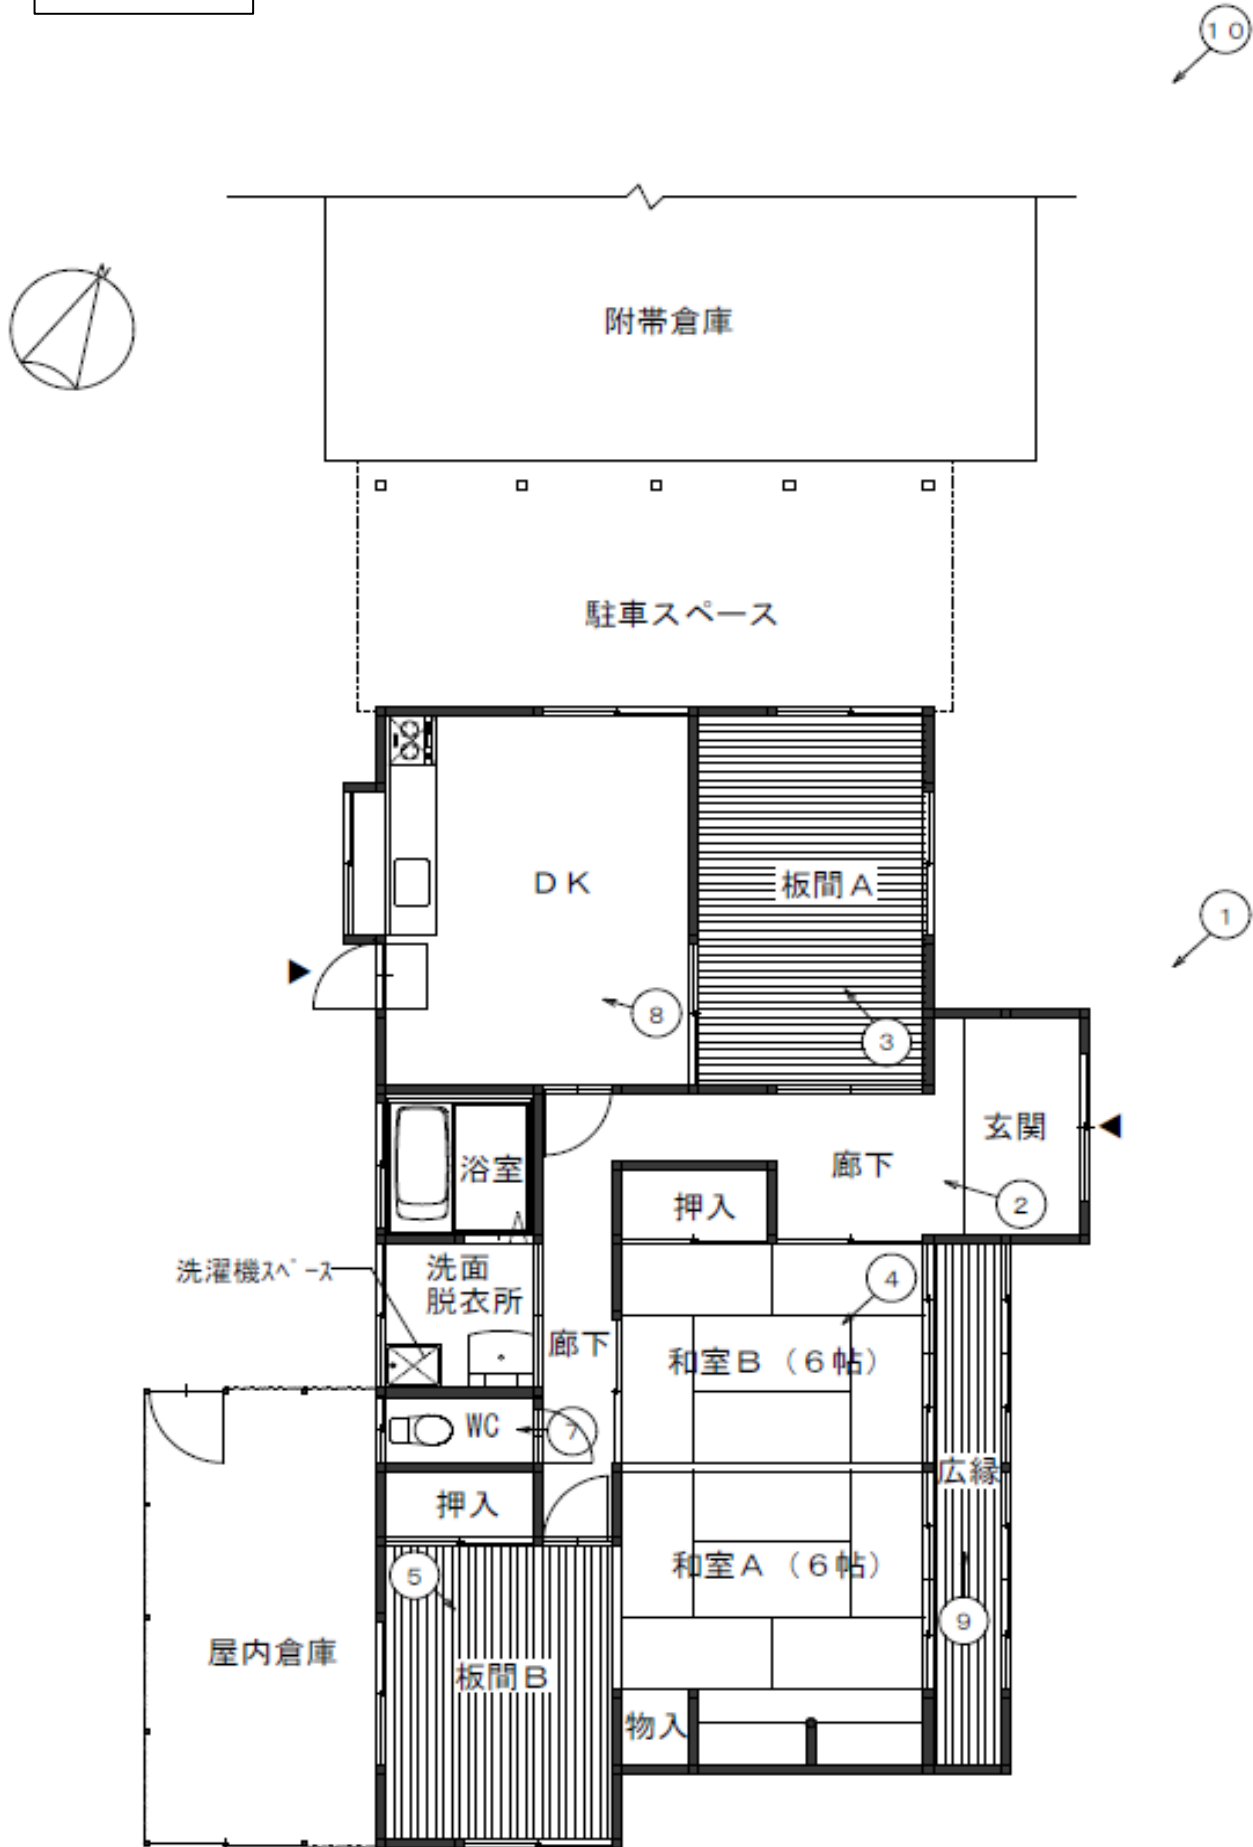 10
N
附帯倉庫
駐車スペース
DK
板間A
1
8
3
玄関
浴室
廊下
押入
2
洗濯機スペース
洗面
脱衣所
4
廊下
和室B（6帖）
WC
7
広縁
押入
和室A（6帖）
5
9
屋内倉庫
板間B
物入